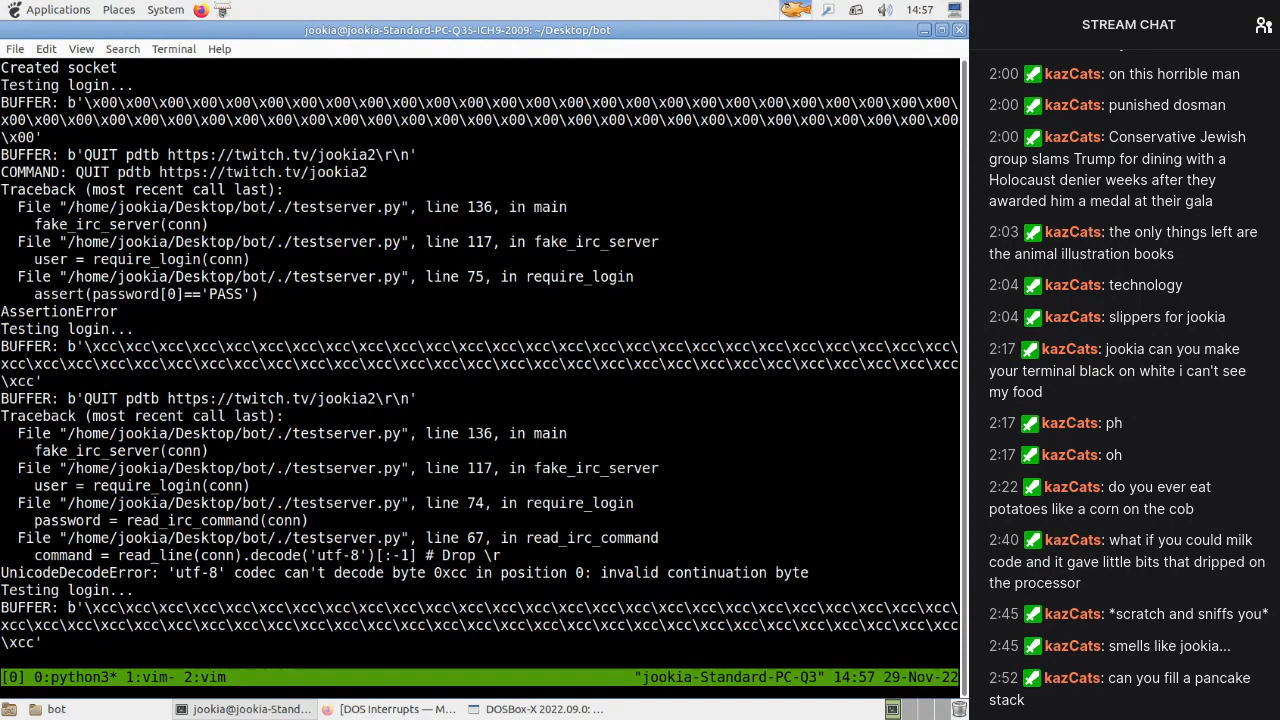 Applications Places System 14:57
jookia@jookia-Standard-PC-Q35-ICH9-2009: ~/Desktop/bot
File Edit View Search Terminal Help
Created socket
Testing login...
BUFFER: b'\x00\x00\x00\x00\x00\x00\x00\x00\x00\x00\x00\x00\x00\x00\x00\x00\x00\x00\x00\x00\x00\x00\x00\x00\
x00\x00\x00\x00\x00\x00\x00\x00\x00\x00\x00\x00\x00\x00\x00\x00\x00\x00\x00\x00\x00\x00\x00\x00\x00
\x00'
BUFFER: b'QUIT pdtb https://twitch.tv/jookia2\r\n'
COMMAND: QUIT pdtb https://twitch.tv/jookia2
Traceback (most recent call last):
File "/home/jookia/Desktop/bot/./testserver.py", line 136, in main
fake_irc_server(conn)
File "/home/jookia/Desktop/bot/./testserver.py", line 117, in fake_irc_server
user = require_login(conn)
File "/home/jookia/Desktop/bot/./testserver.py", line 75, in require_login
assert(password[0]=='PASS')
AssertionError
Testing login...
BUFFER: b'\xcc\xcc\xcc\xcc\xcc\xcc\xcc\xcc\xcc\xcc\xcc\xcc\xcc\xcc\xcc\xcc\xcc\xcc\xcc\xcc\xcc\xcc\xcc\xcc\
xcc\xcc\xcc\xcc\xcc\xcc\xcc\xcc\xcc\xcc\xcc\xcc\xcc\xcc\xcc\xcc\xcc\xcc\xcc\xcc\xcc\xcc\xcc\xcc\xcc
\xcc'
BUFFER: b'QUIT pdtb https://twitch.tv/jookia2\r\n'
Traceback (most recent call last):
File "/home/jookia/Desktop/bot/./testserver.py", line 136, in main
fake_irc_server(conn)
File "/home/jookia/Desktop/bot/./testserver.py", line 117, in fake_irc_server
user = require_login(conn)
File "/home/jookia/Desktop/bot/./testserver.py", line 74, in require_login
password = read_irc_command(conn)
File "/home/jookia/Desktop/bot/./testserver.py", line 67, in read_irc_command
command = read_line(conn).decode('utf-8')[:-1] # Drop \r
UnicodeDecodeError: 'utf-8' codec can't decode byte 0xcc in position 0: invalid continuation byte
Testing login...
BUFFER: b'\xcc\xcc\xcc\xcc\xcc\xcc\xcc\xcc\xcc\xcc\xcc\xcc\xcc\xcc\xcc\xcc\xcc\xcc\xcc\xcc\xcc\xcc\xcc\xcc\
xcc\xcc\xcc\xcc\xcc\xcc\xcc\xcc\xcc\xcc\xcc\xcc\xcc\xcc\xcc\xcc\xcc\xcc\xcc\xcc\xcc\xcc\xcc\xcc\xcc
\xcc'
[0] 0:python3* 1:vim- 2:vim "jookia-Standard-PC-Q3" 14:57 29-Nov-22
bot jookia@jookia-Stand... [DOS Interrupts — M... DOSBox-X 2022.09.0: ...
STREAM CHAT
2:00 kazCats: on this horrible man
2:00 kazCats: punished dosman
2:00 kazCats: Conservative Jewish
group slams Trump for dining with a
Holocaust denier weeks after they
awarded him a medal at their gala
2:03 kazCats: the only things left are
the animal illustration books
2:04 kazCats: technology
2:04 kazCats: slippers for jookia
2:17 kazCats: jookia can you make
your terminal black on white i can't see
my food
2:17 kazCats: ph
2:17 kazCats: oh
2:22 kazCats: do you ever eat
potatoes like a corn on the cob
2:40 kazCats: what if you could milk
code and it gave little bits that dripped on
the processor
2:45 kazCats: *scratch and sniffs you*
2:45 kazCats: smells like jookia...
2:52 kazCats: can you fill a pancake
stack